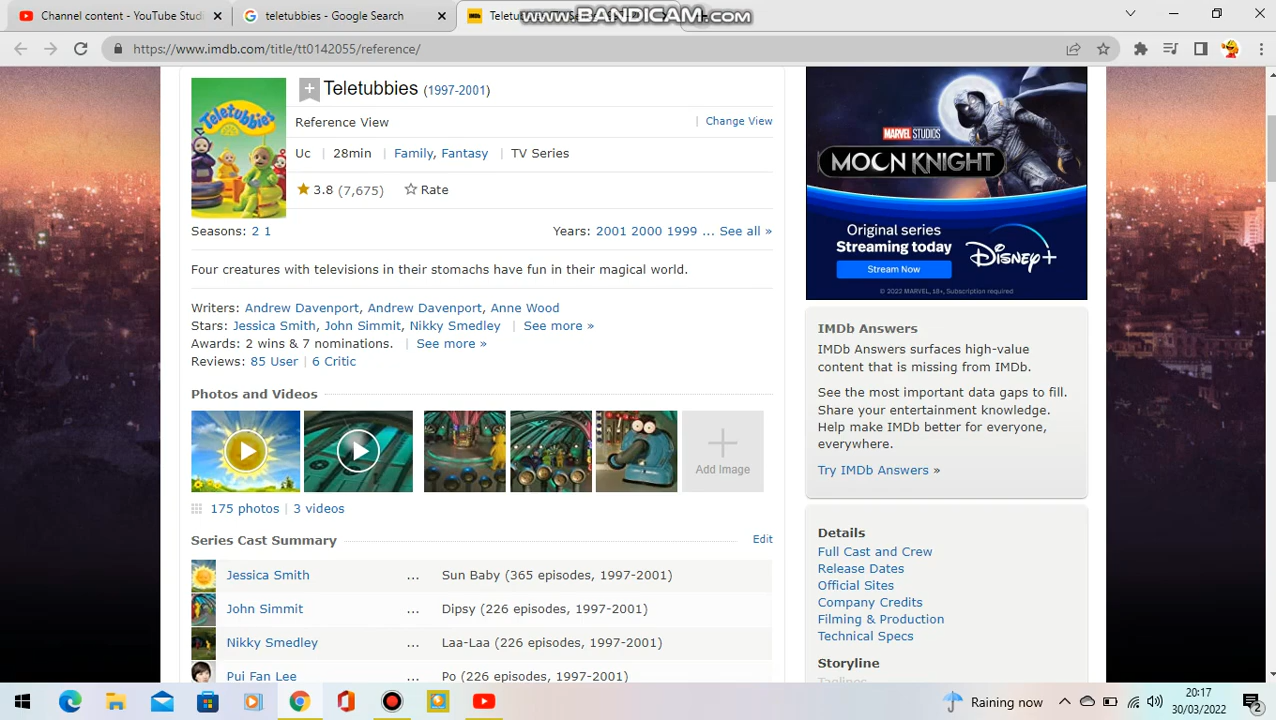 www.BANDICAM.com
https://www.imdb.com/title/tt0142055/reference/
Teletubbies (1997-2001)
Reference View | Change View
Uc | 28min | Family, Fantasy | TV Series
3.8 (7,675) Rate
Seasons: 2 1 Years: 2001 2000 1999 ... See all »
Four creatures with televisions in their stomachs have fun in their magical world.
Writers: Andrew Davenport, Andrew Davenport, Anne Wood
Stars: Jessica Smith, John Simmit, Nikky Smedley | See more »
Awards: 2 wins & 7 nominations. | See more »
Reviews: 85 User | 6 Critic
Photos and Videos
Add Image
175 photos | 3 videos
Series Cast Summary Edit
Jessica Smith ... Sun Baby (365 episodes, 1997-2001)
John Simmit ... Dipsy (226 episodes, 1997-2001)
Nikky Smedley ... Laa-Laa (226 episodes, 1997-2001)
Pui Fan Lee ... Po (226 episodes, 1997-2001)
Teletubbies
MARVEL STUDIOS
MOON KNIGHT
Original series
Streaming today
Stream Now
Disney+
© 2022 MARVEL, 18+, Subscription required
IMDb Answers
IMDb Answers surfaces high-value
content that is missing from IMDb.
See the most important data gaps to fill.
Share your entertainment knowledge.
Help make IMDb better for everyone,
everywhere.
Try IMDb Answers »
Details
Full Cast and Crew
Release Dates
Official Sites
Company Credits
Filming & Production
Technical Specs
Storyline
Taglines
Raining now
20:17
30/03/2022
2